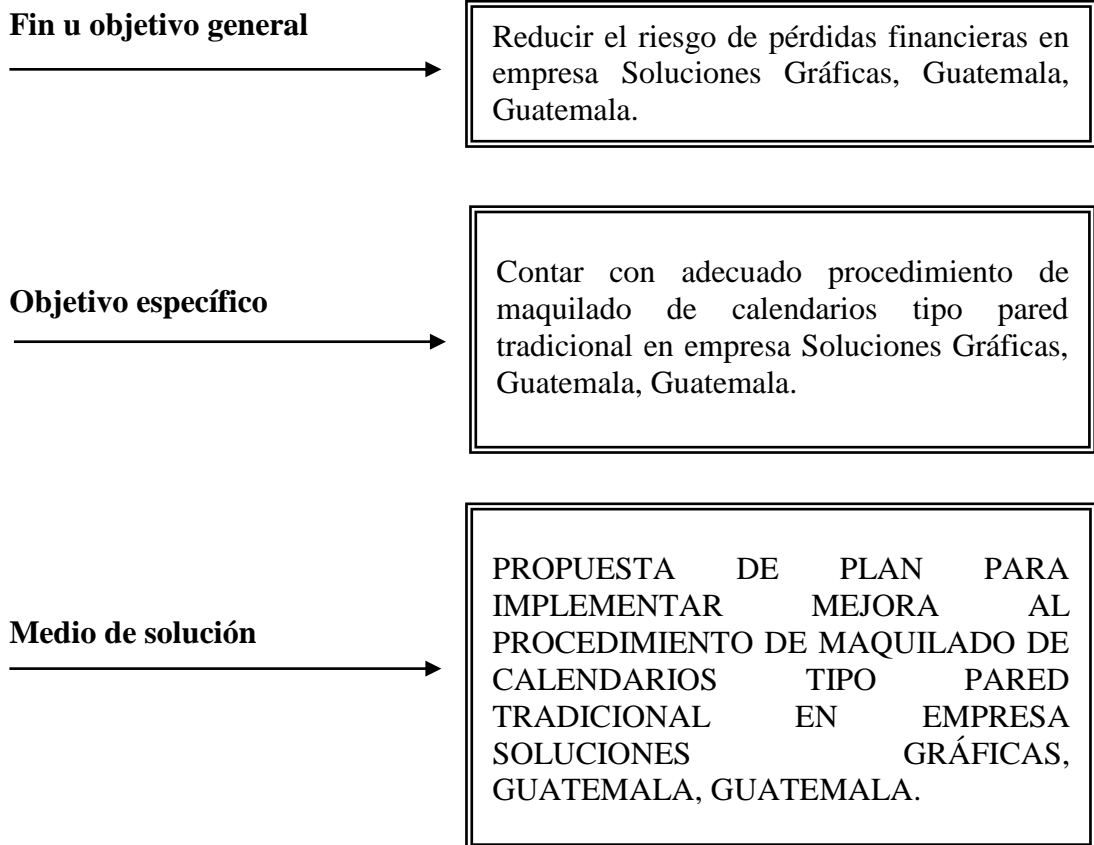 Fin u objetivo general
Reducir el riesgo de pérdidas financieras en
empresa Soluciones Gráficas, Guatemala,
Guatemala.
Objetivo específico
Contar con adecuado procedimiento de
maquilado de calendarios tipo pared
tradicional en empresa Soluciones Gráficas,
Guatemala, Guatemala.
Medio de solución
PROPUESTA DE PLAN PARA
IMPLEMENTAR MEJORA AL
PROCEDIMIENTO DE MAQUILADO DE
CALENDARIOS TIPO PARED
TRADICIONAL EN EMPRESA
SOLUCIONES GRÁFICAS,
GUATEMALA, GUATEMALA.